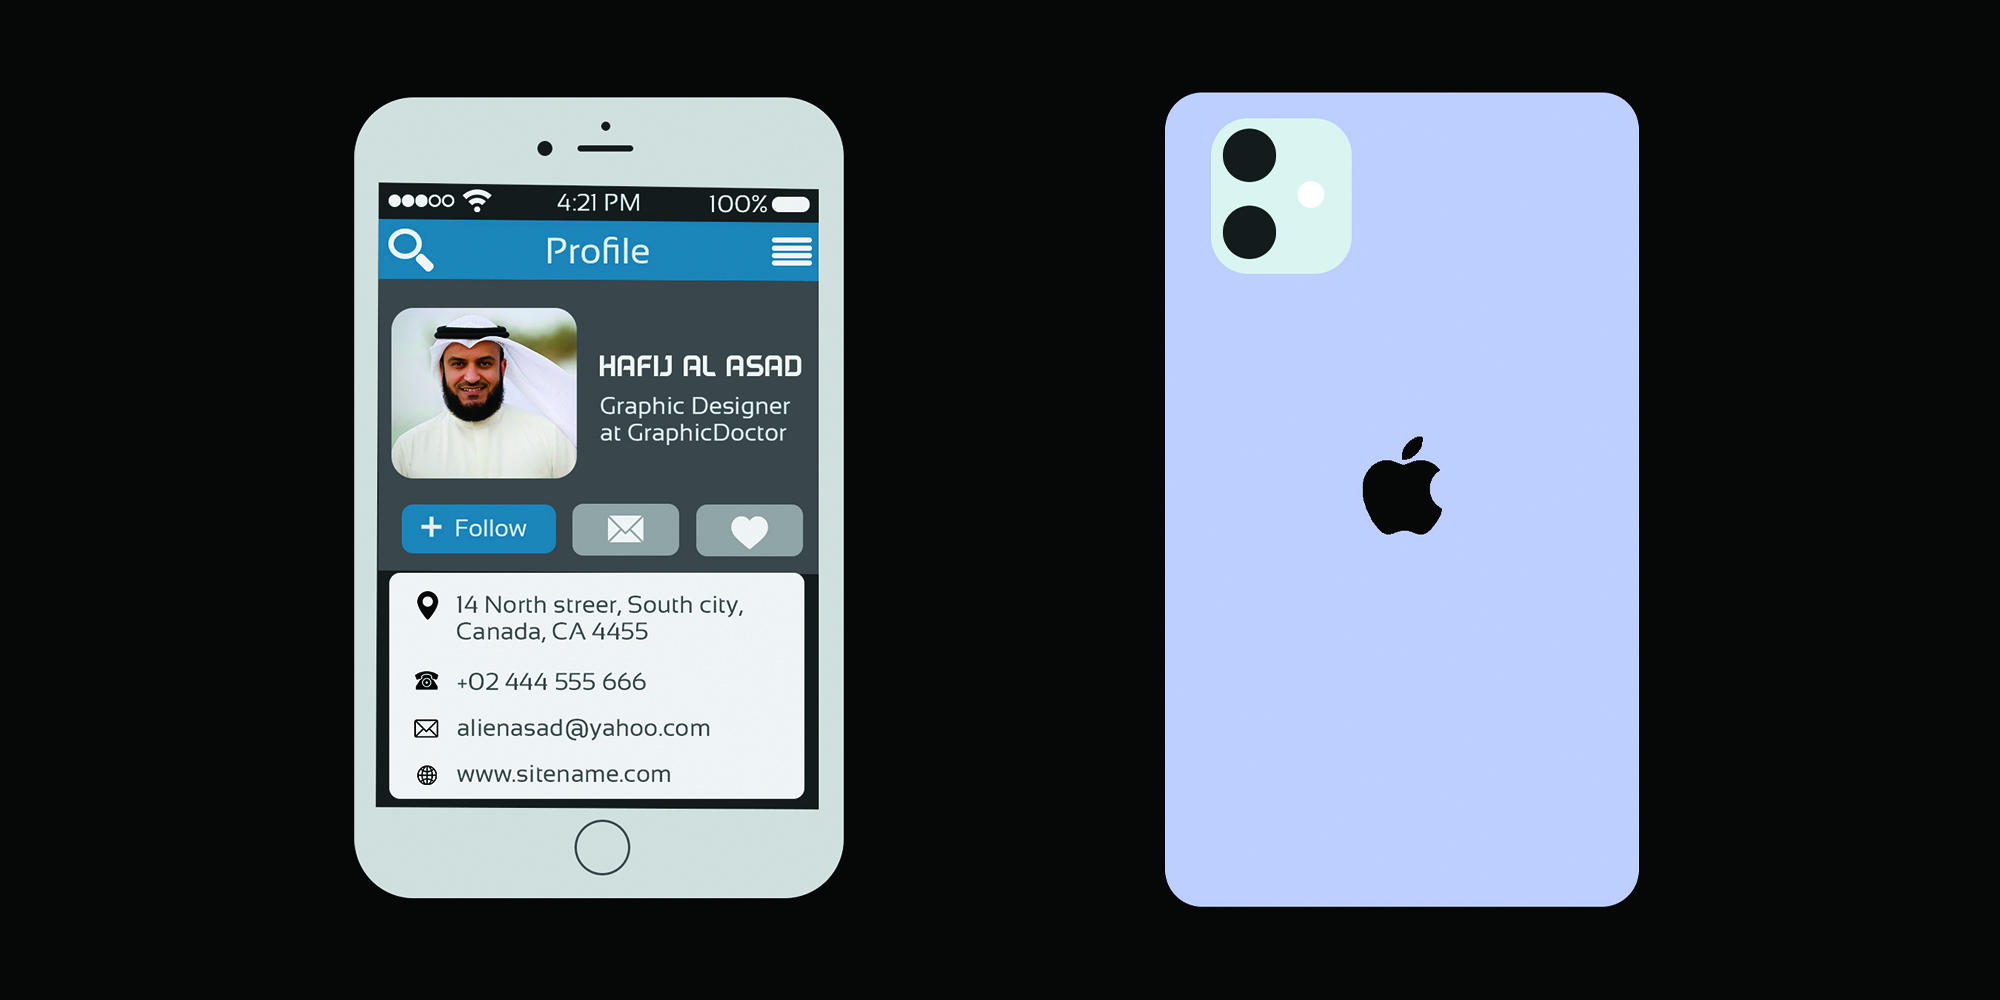 4:21 PM
100%
Profile
HAFIJ AL ASAD
Graphic Designer
at GraphicDoctor
+ Follow
14 North streer, South city,
Canada, CA 4455
+02 444 555 666
alienasad@yahoo.com
www.sitename.com